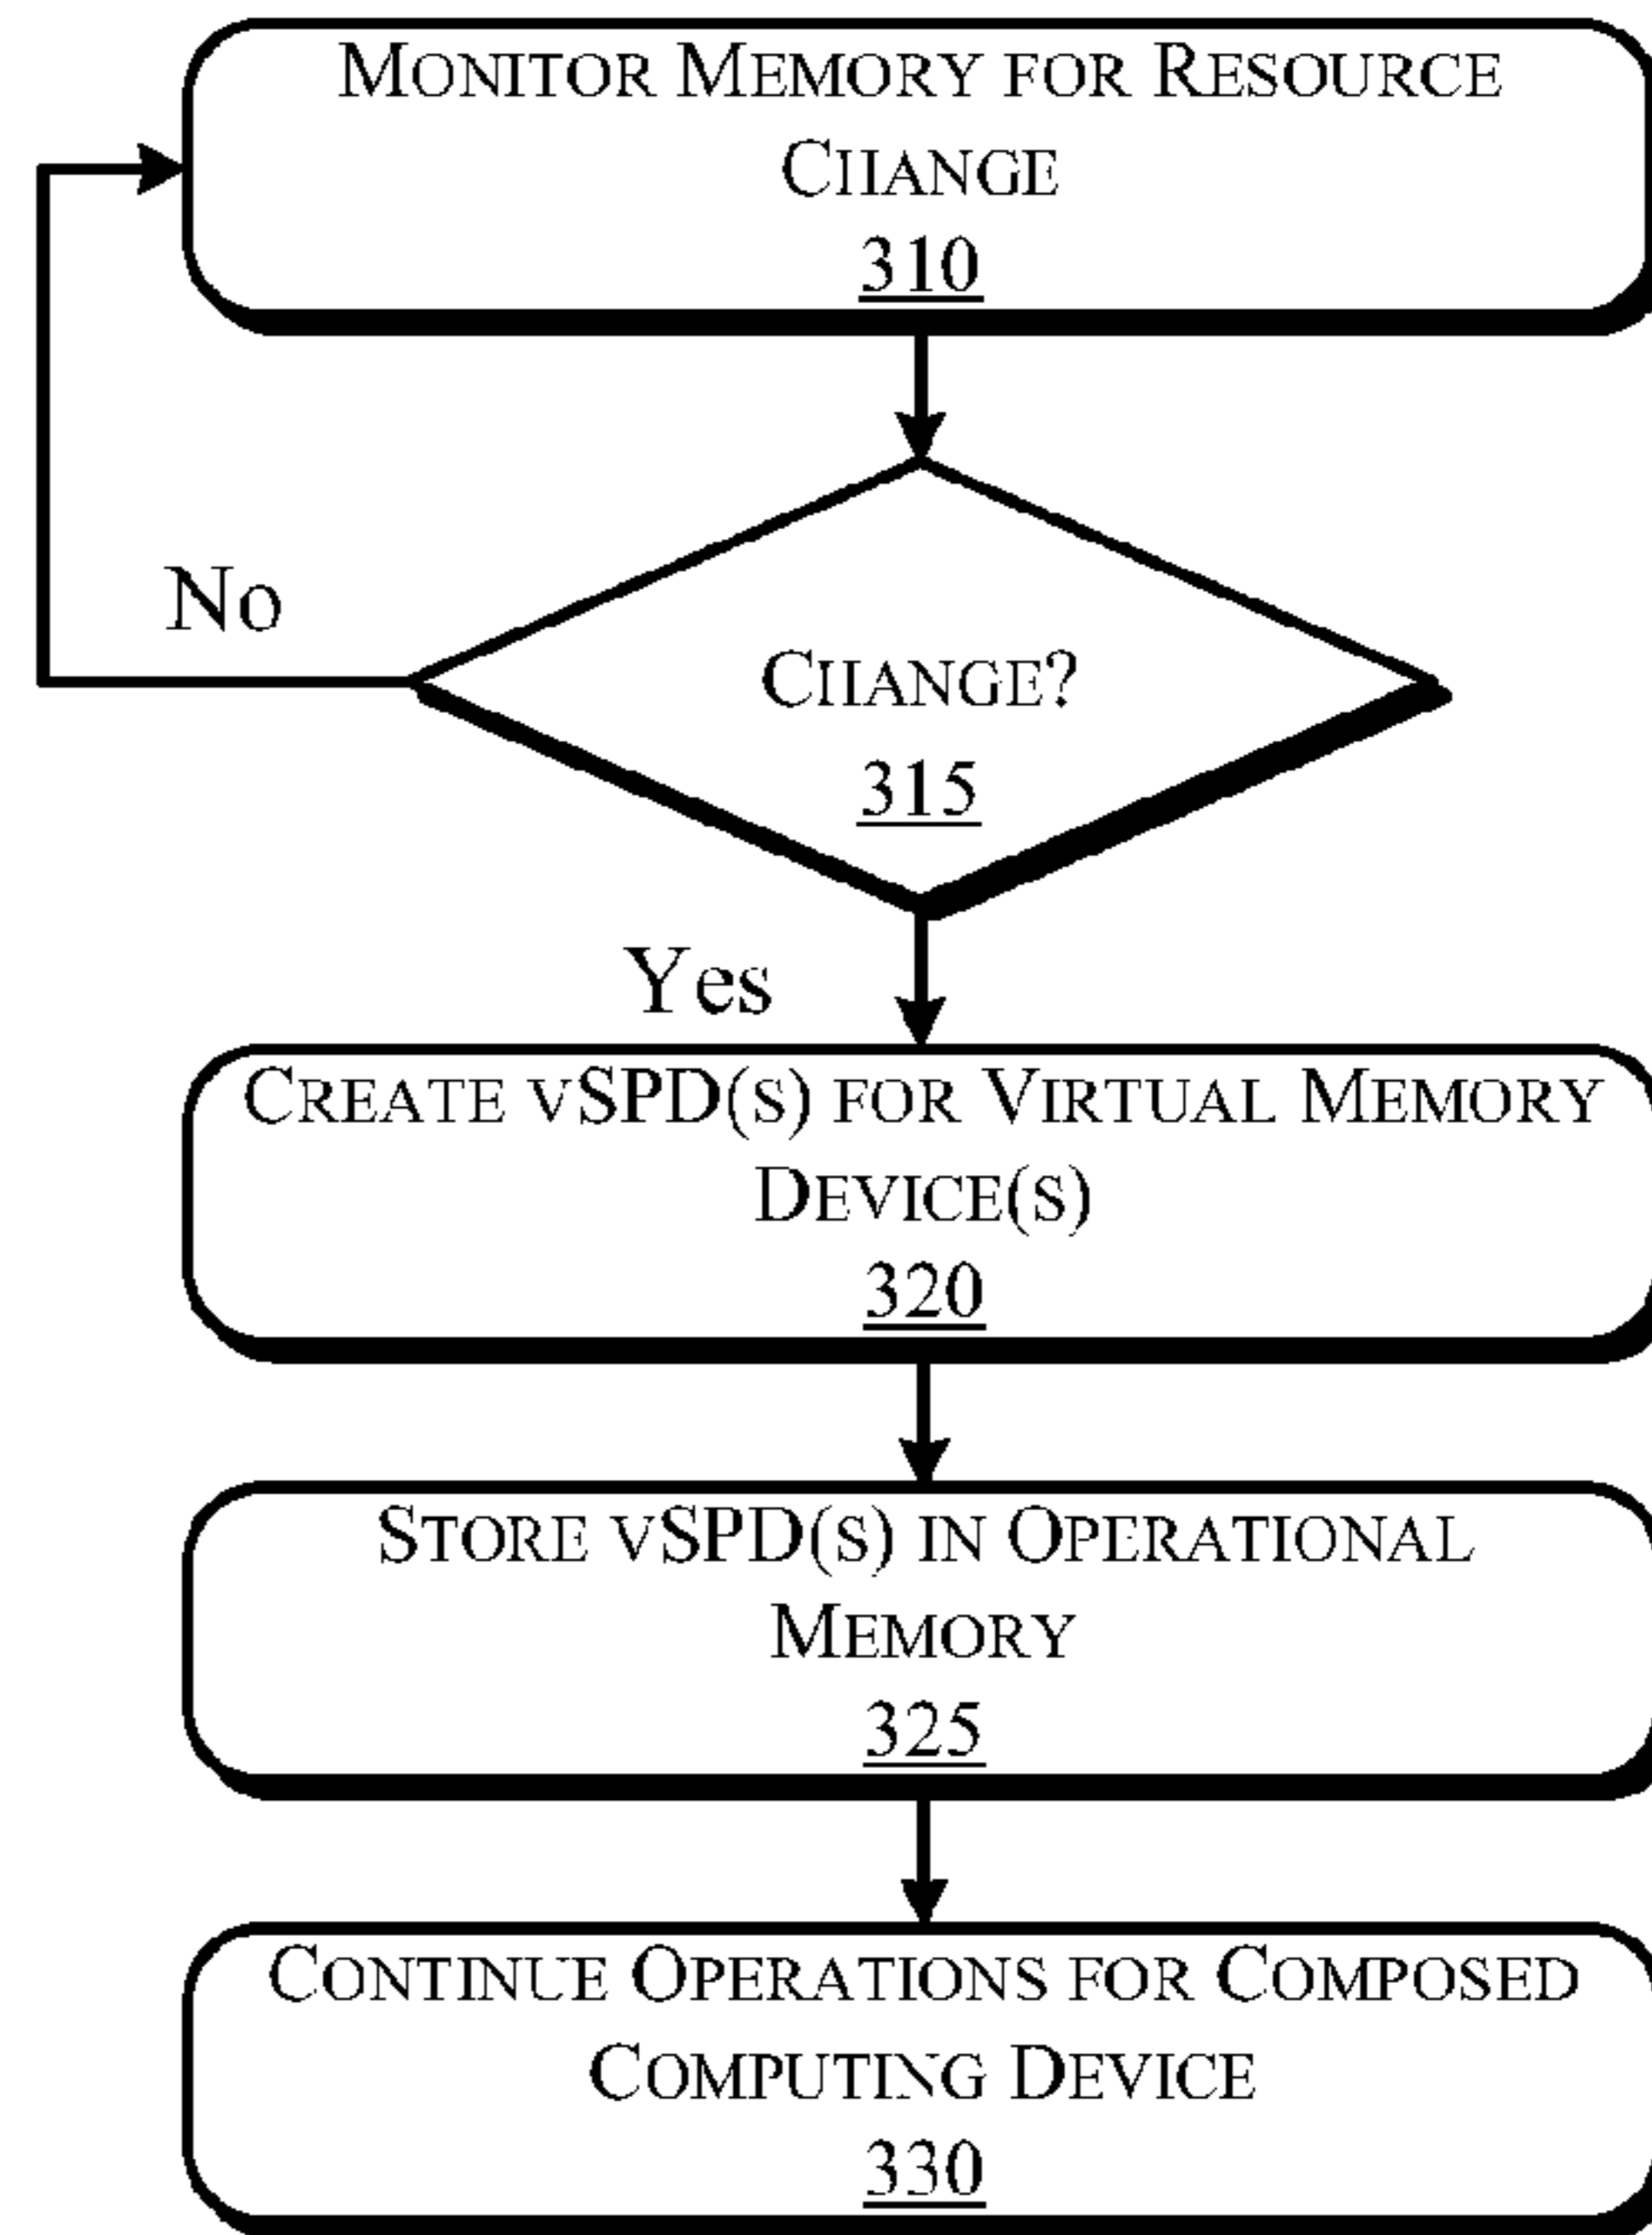 MONITOR MEMORY FOR RESOURCE
CHANGE
310
No
CHANGE?
315
Yes
CREATE VSPD(S) FOR VIRTUAL MEMORY
DEVICE(S)
320
STORE VSPD(S) IN OPERATIONAL
MEMORY
325
CONTINUE OPERATIONS FOR COMPOSED
COMPUTING DEVICE
330